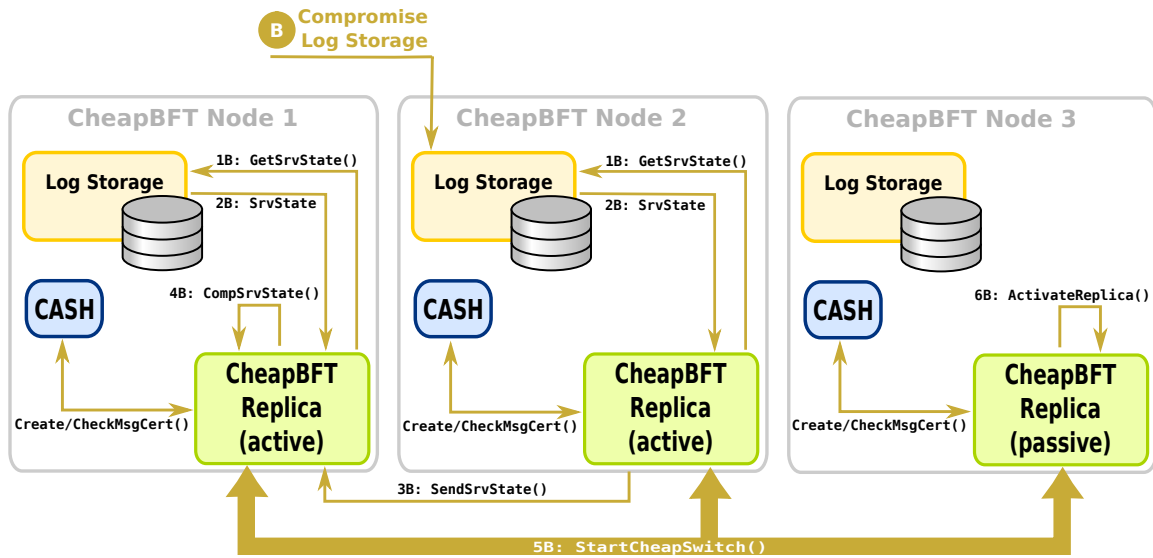 B
Compromise
Log Storage
CheapBFT Node 1
Log Storage
1B: GetSrvState()
2B: SrvState
CASH
4B: CompSrvState()
CheapBFT
Replica
(active)
Create/CheckMsgCert()
CheapBFT Node 2
Log Storage
1B: GetSrvState()
2B: SrvState
CASH
CheapBFT
Replica
(active)
Create/CheckMsgCert()
CheapBFT Node 3
Log Storage
CASH
6B: ActivateReplica()
CheapBFT
Replica
(passive)
Create/CheckMsgCert()
3B: SendSrvState()
5B: StartCheapSwitch()